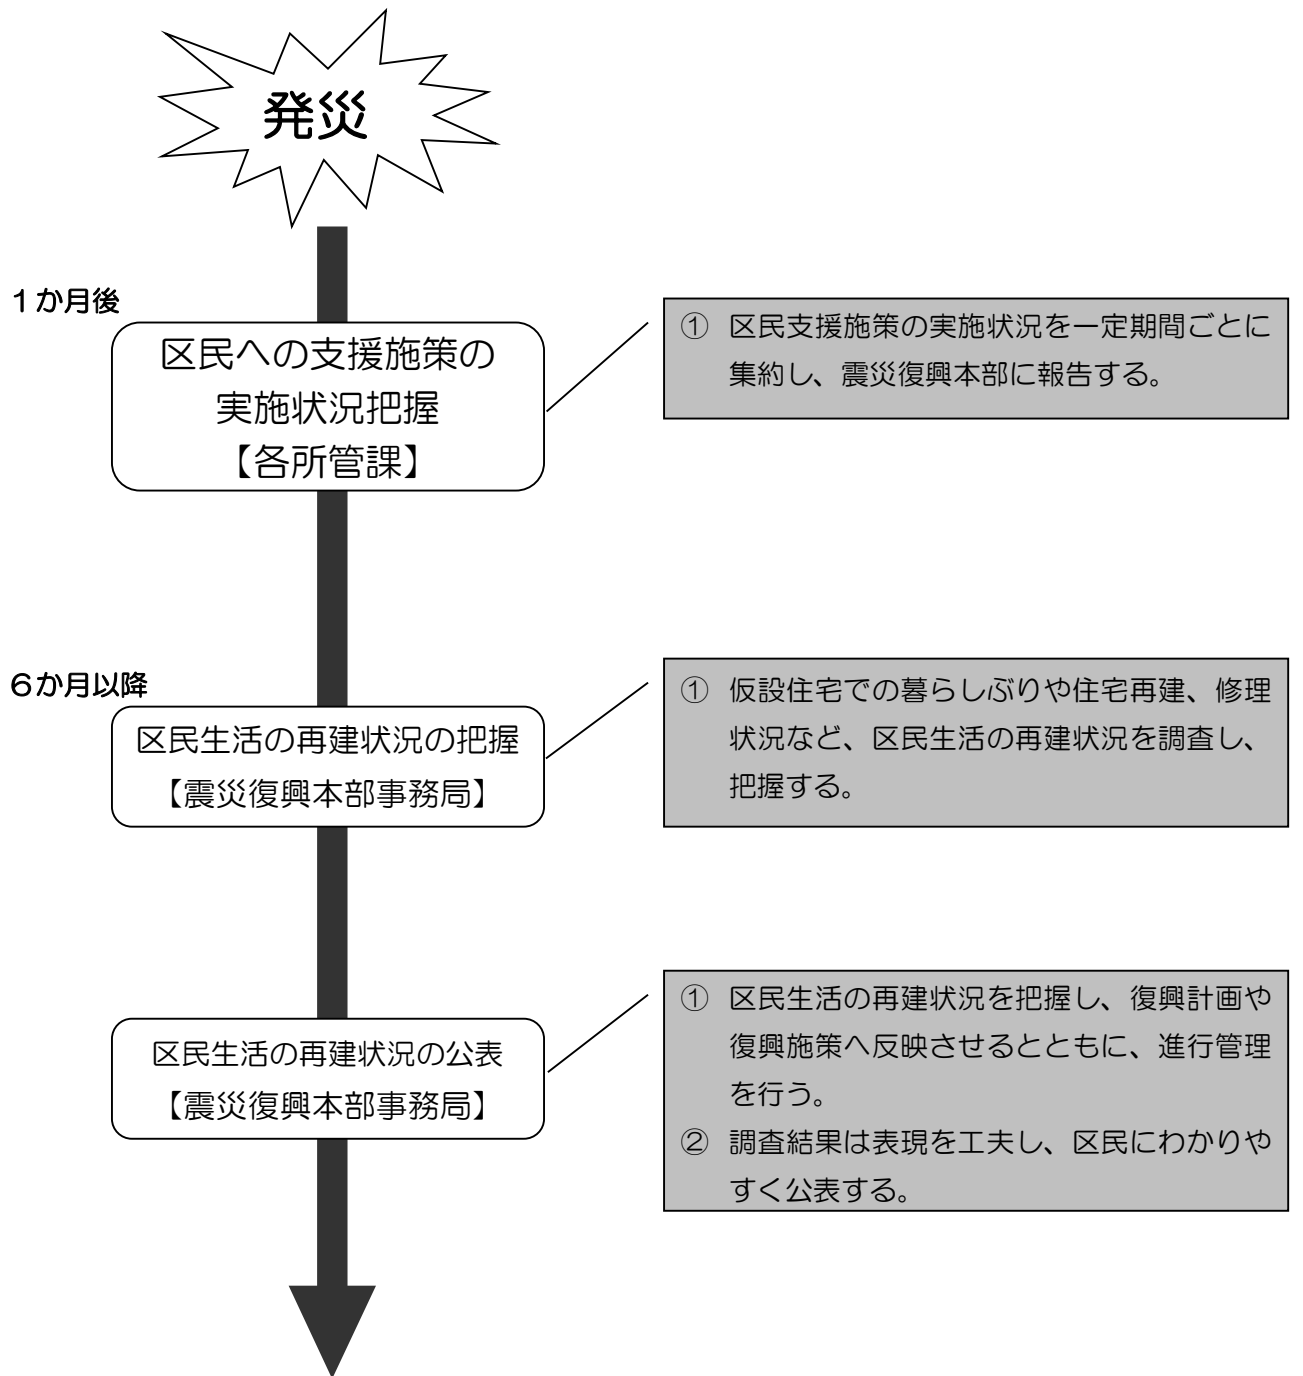 発災
1か月後
区民への支援施策の
実施状況把握
【各所管課】
① 区民支援施策の実施状況を一定期間ごとに
集約し、震災復興本部に報告する。
6か月以降
区民生活の再建状況の把握
【震災復興本部事務局】
① 仮設住宅での暮らしぶりや住宅再建、修理
状況など、区民生活の再建状況を調査し、
把握する。
区民生活の再建状況の公表
【震災復興本部事務局】
① 区民生活の再建状況を把握し、復興計画や
復興施策へ反映させるとともに、進行管理
を行う。
② 調査結果は表現を工夫し、区民にわかりや
すく公表する。